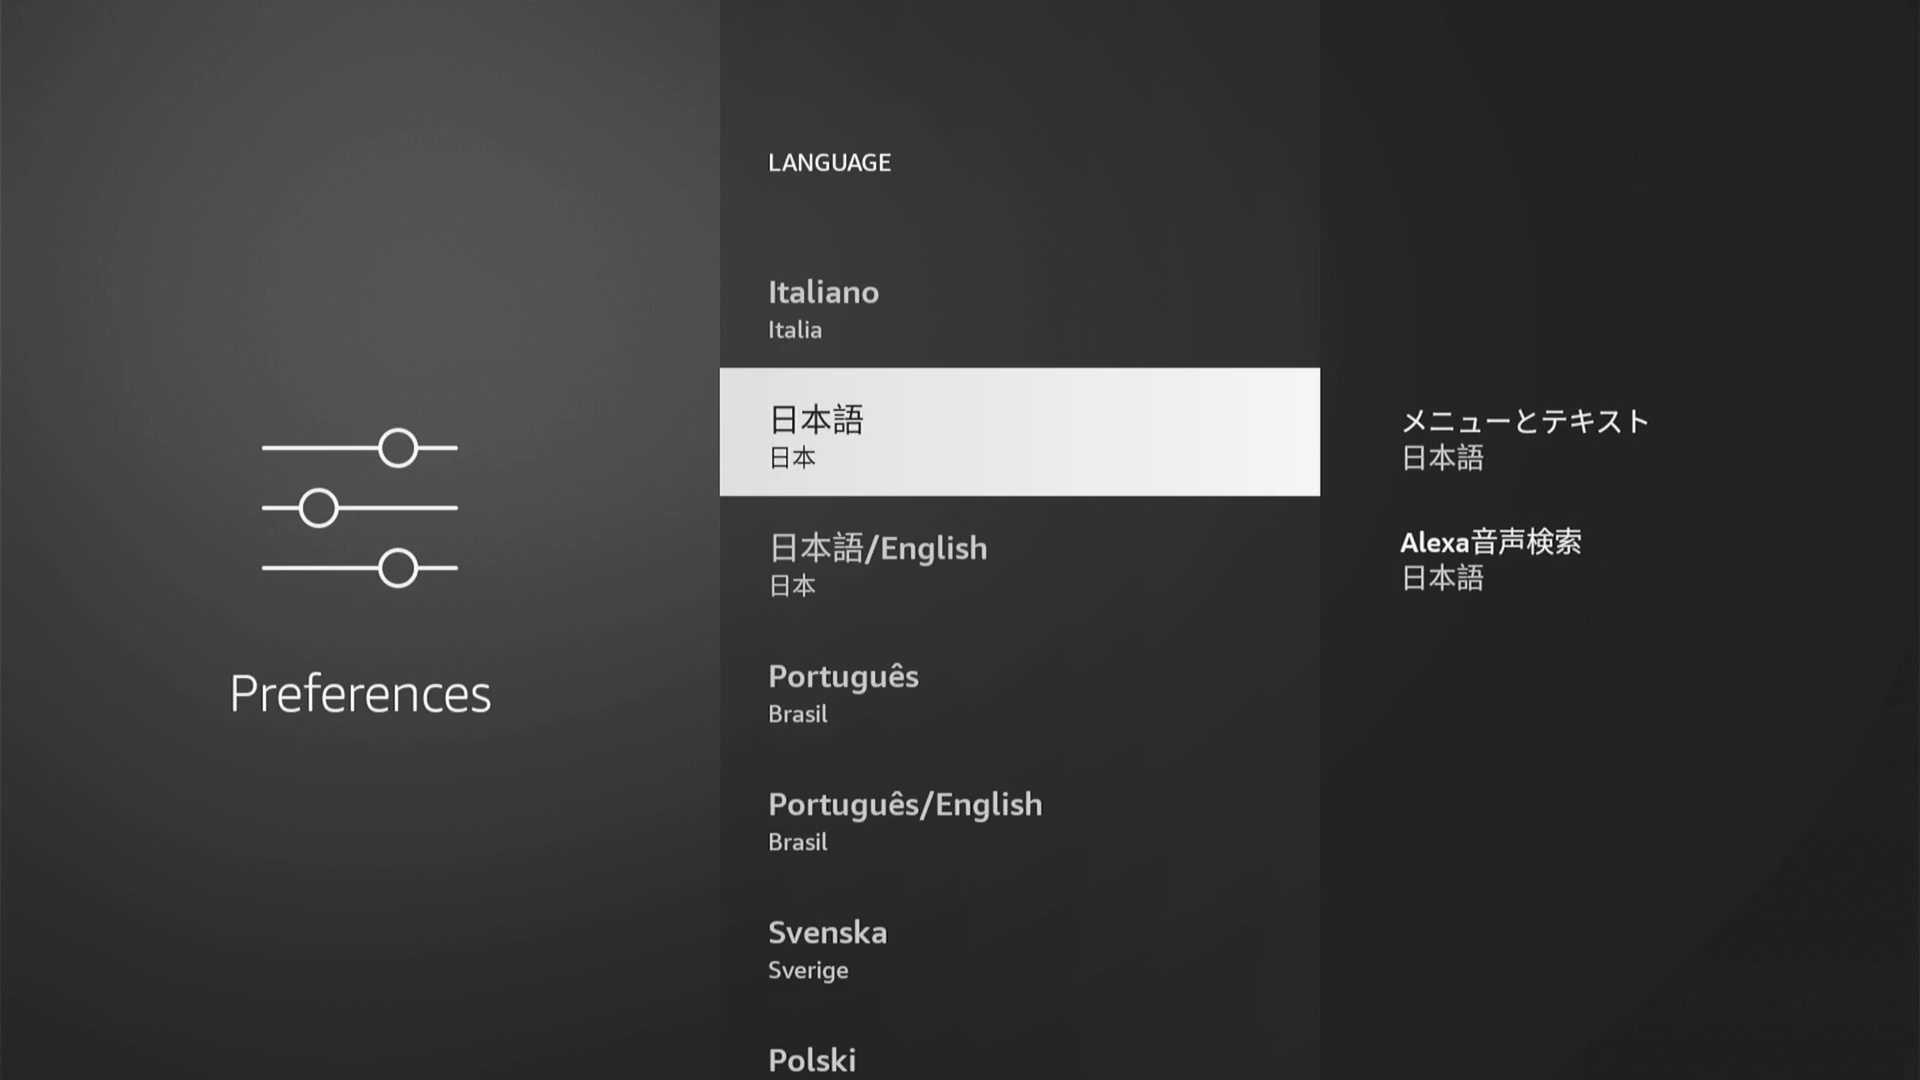 Preferences
LANGUAGE
Italiano
Italia
日本語
日本
日本語/English
日本
Português
Brasil
Português/English
Brasil
Svenska
Sverige
Polski
メニューとテキスト
日本語
Alexa音声検索
日本語